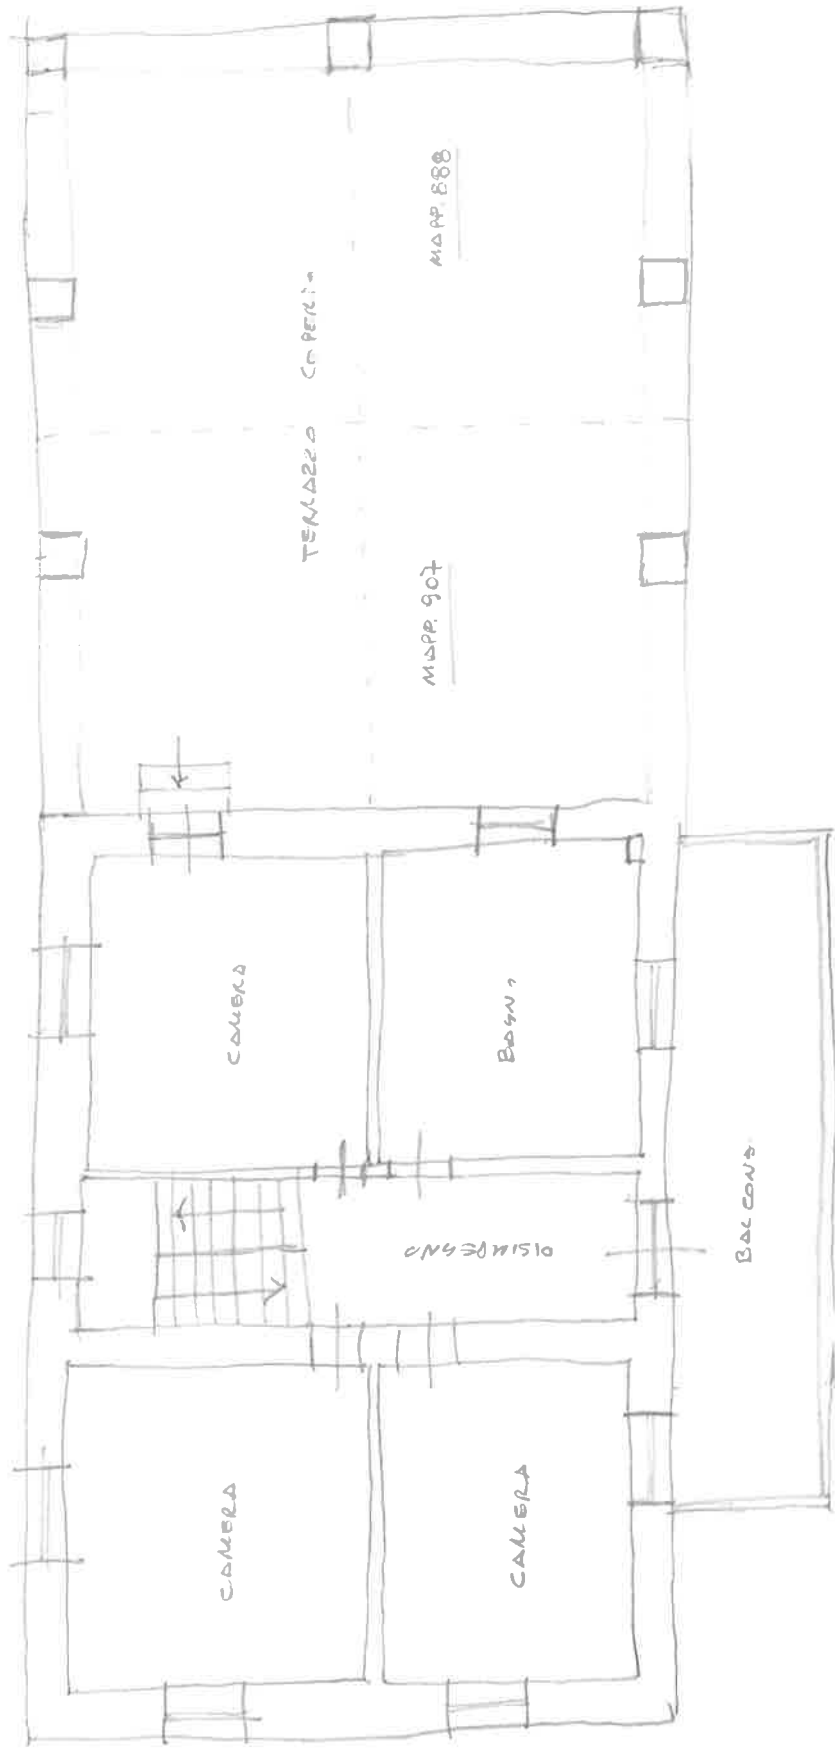 TERRAZZO COPERTO
MAPP. 888
MAPP. 907
CAMERA
BAGNO
DISIMPEGNO
BALCONE
CAMERA
CAMERA